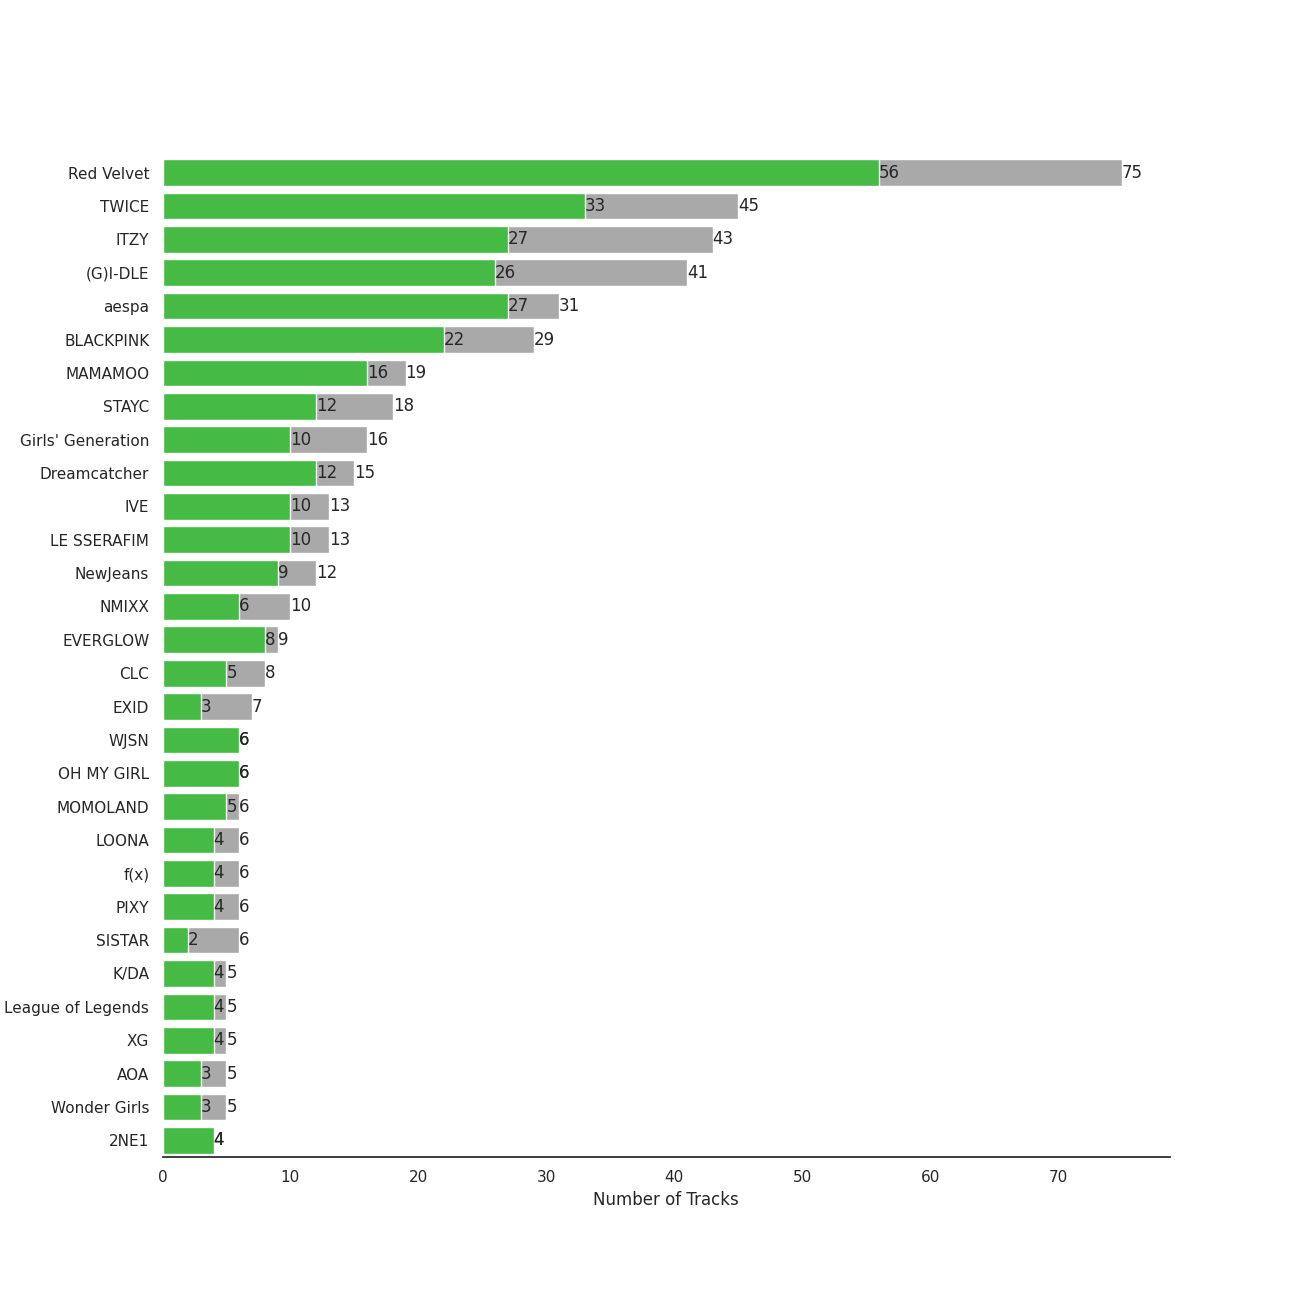 Red Velvet 56 75
TWICE 33 45
ITZY 27 43
(G)I-DLE 26 41
aespa 27 31
BLACKPINK 22 29
MAMAMOO 16 19
STAYC 12 18
Girls' Generation 10 16
Dreamcatcher 12 15
IVE 10 13
LE SSERAFIM 10 13
NewJeans 9 12
NMIXX 6 10
EVERGLOW 8 9
CLC 5 8
EXID 3 7
WJSN 6
OH MY GIRL 6
MOMOLAND 5 6
LOONA 4 6
f(x) 4 6
PIXY 4 6
SISTAR 2 6
K/DA 4 5
League of Legends 4 5
XG 4 5
AOA 3 5
Wonder Girls 3 5
2NE1 4
0 10 20 30 40 50 60 70
Number of Tracks